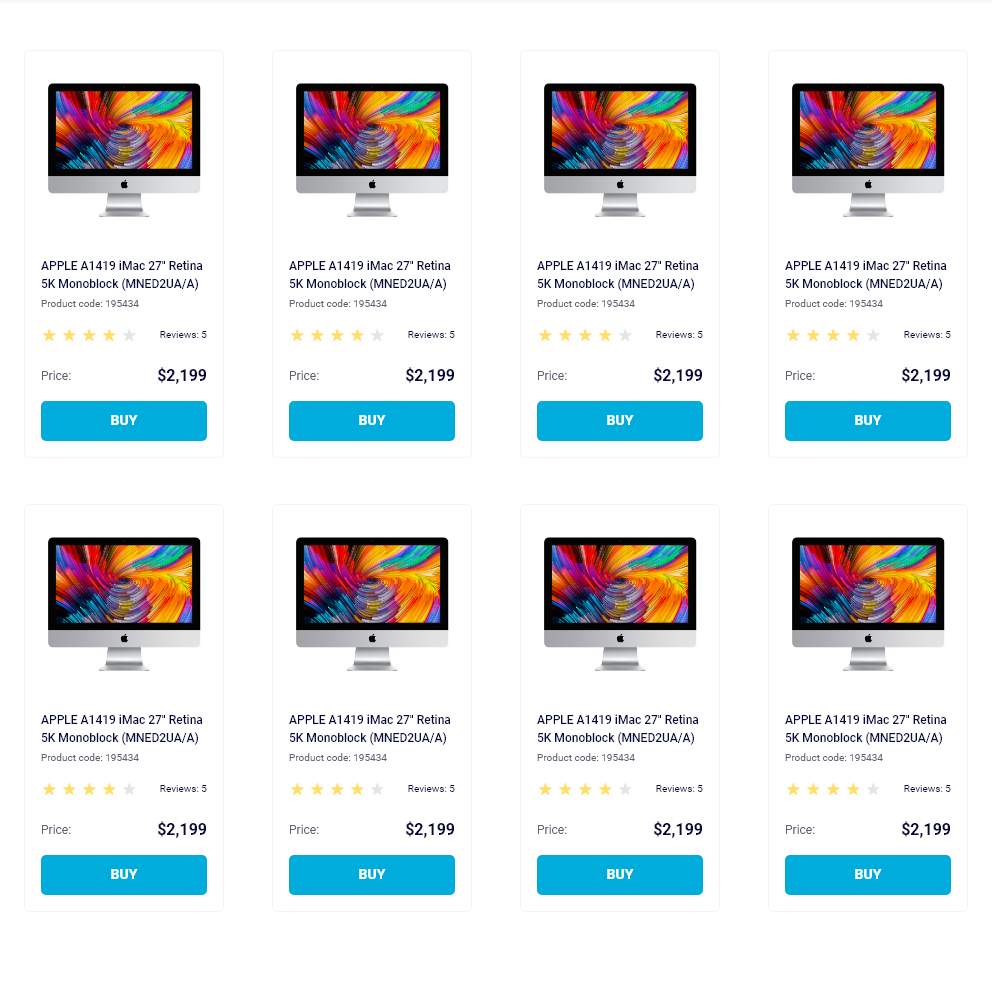 APPLE A1419 iMac 27" Retina
5K Monoblock (MNED2UA/A)
Product code: 195434
Reviews: 5
Price: $2,199
BUY
APPLE A1419 iMac 27" Retina
5K Monoblock (MNED2UA/A)
Product code: 195434
Reviews: 5
Price: $2,199
BUY
APPLE A1419 iMac 27" Retina
5K Monoblock (MNED2UA/A)
Product code: 195434
Reviews: 5
Price: $2,199
BUY
APPLE A1419 iMac 27" Retina
5K Monoblock (MNED2UA/A)
Product code: 195434
Reviews: 5
Price: $2,199
BUY
APPLE A1419 iMac 27" Retina
5K Monoblock (MNED2UA/A)
Product code: 195434
Reviews: 5
Price: $2,199
BUY
APPLE A1419 iMac 27" Retina
5K Monoblock (MNED2UA/A)
Product code: 195434
Reviews: 5
Price: $2,199
BUY
APPLE A1419 iMac 27" Retina
5K Monoblock (MNED2UA/A)
Product code: 195434
Reviews: 5
Price: $2,199
BUY
APPLE A1419 iMac 27" Retina
5K Monoblock (MNED2UA/A)
Product code: 195434
Reviews: 5
Price: $2,199
BUY